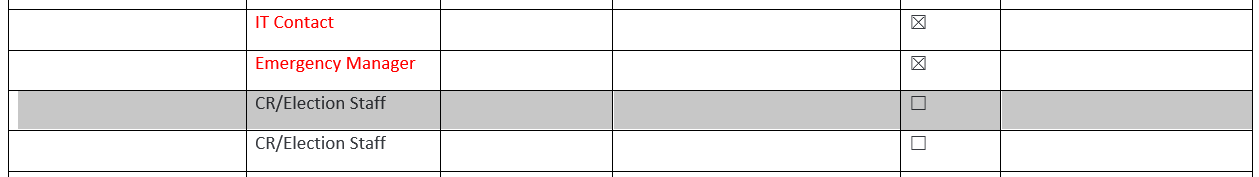 IT Contact ☒
Emergency Manager ☒
CR/Election Staff ☐
CR/Election Staff ☐